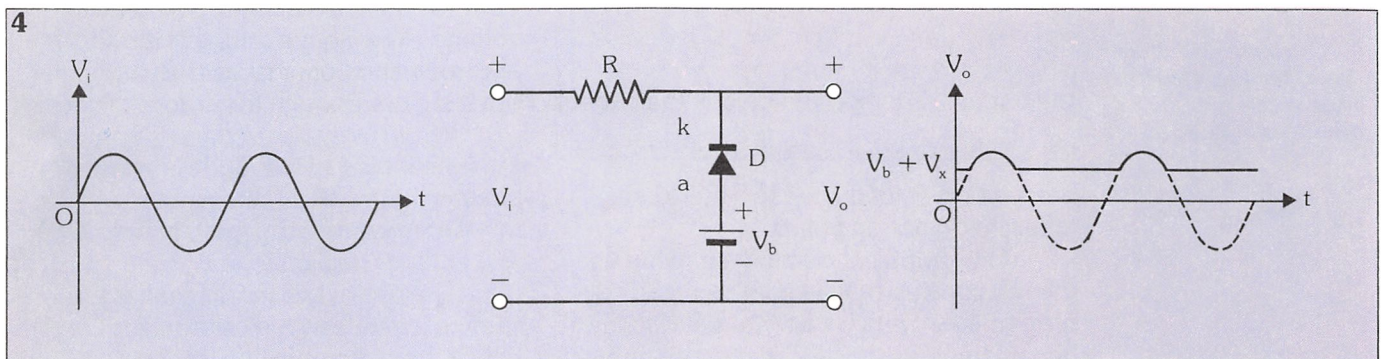 4
V_i
O
t
+
R
+
k
D
a
+
V_i
V_b
V_o
−
−
−
V_o
V_b + V_x
O
t